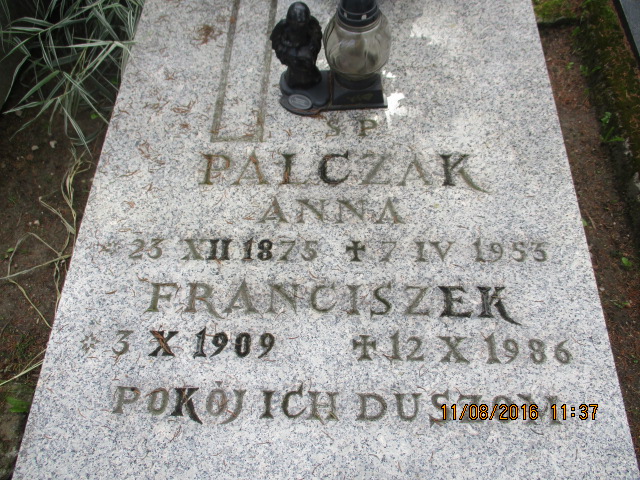 ŚP
PALCZAK
ANNA
* 23 XII 1875 ✝ 7 IV 1953
FRANCISZEK
* 3 X 1909 ✝ 12 X 1986
POKÓJ ICH DUSZOM
11/08/2016 11:37